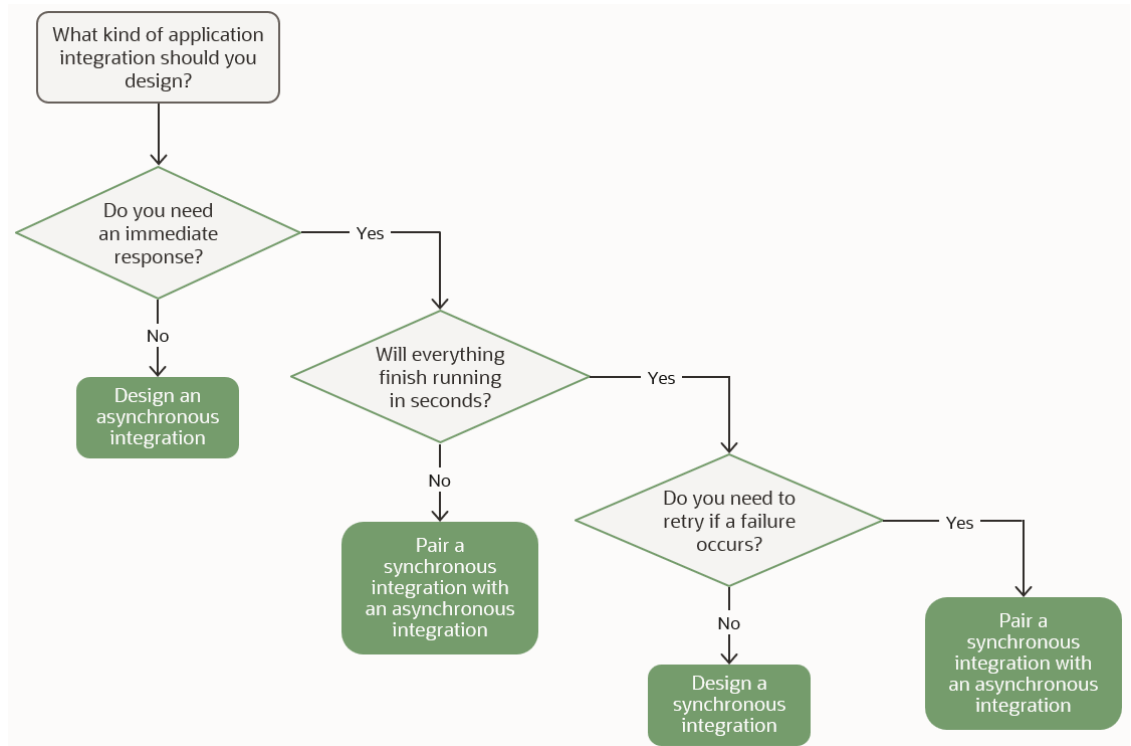 What kind of application
integration should you
design?
Do you need
an immediate
response?
Yes
No
Design an
asynchronous
integration
Will everything
finish running
in seconds?
Yes
No
Pair a
synchronous
integration with
an asynchronous
integration
Do you need to
retry if a failure
occurs?
Yes
No
Design a
synchronous
integration
Pair a
synchronous
integration with
an asynchronous
integration